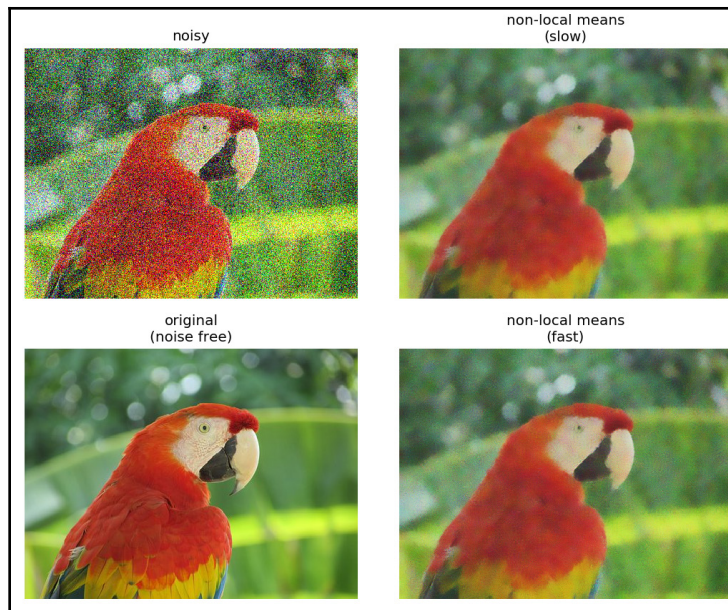 noisy
non-local means
(slow)
original
(noise free)
non-local means
(fast)